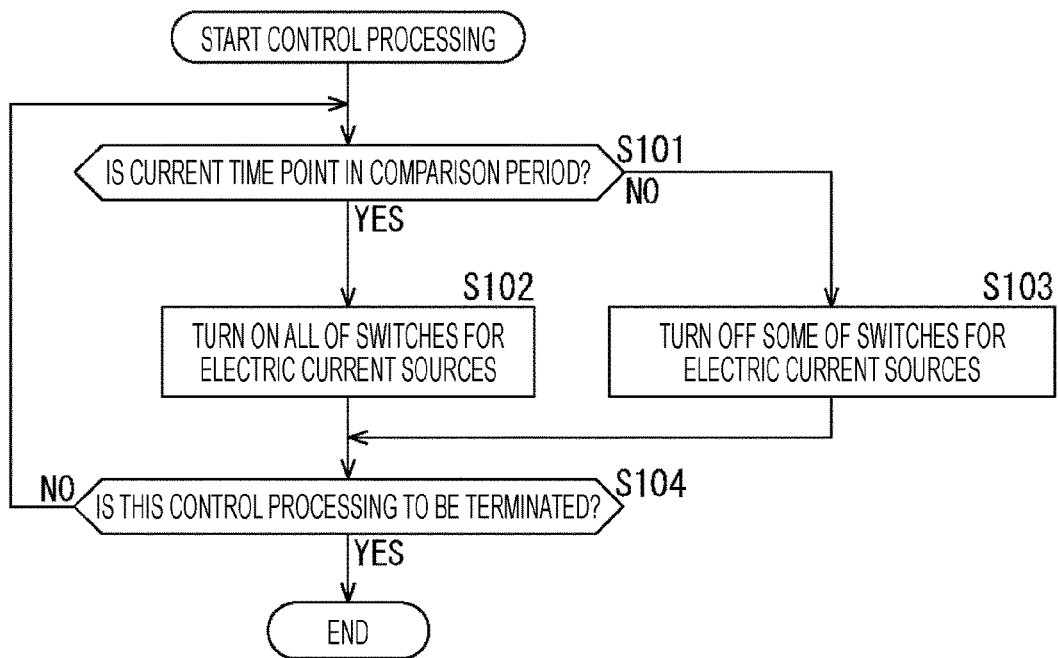 START CONTROL PROCESSING
IS CURRENT TIME POINT IN COMPARISON PERIOD?
S101
NO
YES
S102
TURN ON ALL OF SWITCHES FOR
ELECTRIC CURRENT SOURCES
S103
TURN OFF SOME OF SWITCHES FOR
ELECTRIC CURRENT SOURCES
NO
IS THIS CONTROL PROCESSING TO BE TERMINATED?
S104
YES
END